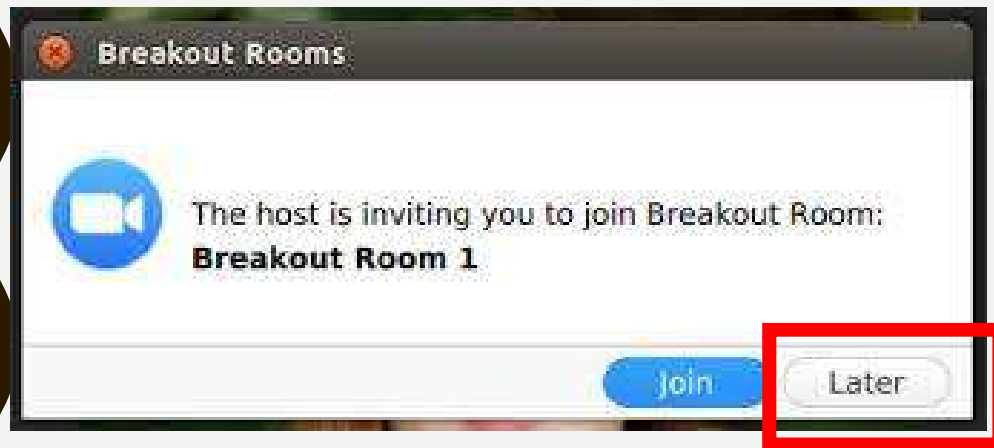 Breakout Rooms
The host is inviting you to join Breakout Room:
Breakout Room 1
Join Later